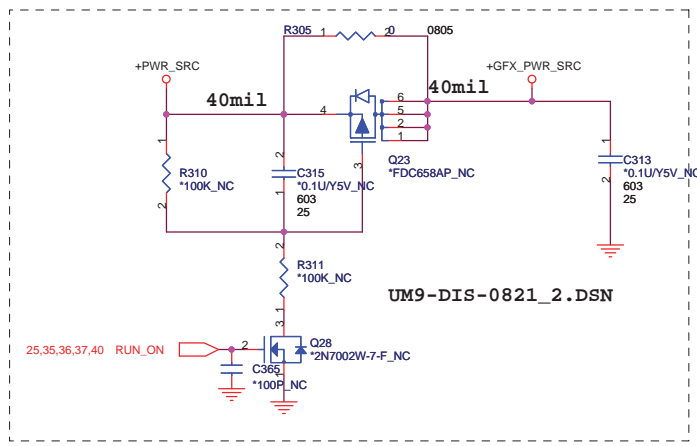 R305 1 2 0 0805
+PWR_SRC
+GFX_PWR_SRC
40mil
40mil
4
6
5
2
1
3
Q23
*FDC658AP_NC
1
R310
*100K_NC
2
2
C315
*0.1U/Y5V_NC
1
603
25
1
C313
*0.1U/Y5V_NC
2
603
25
2
R311
*100K_NC
1
UM9-DIS-0821_2.DSN
3
Q28
*2N7002W-7-F_NC
25,35,36,37,40 RUN_ON
2
1
C365
*100P_NC